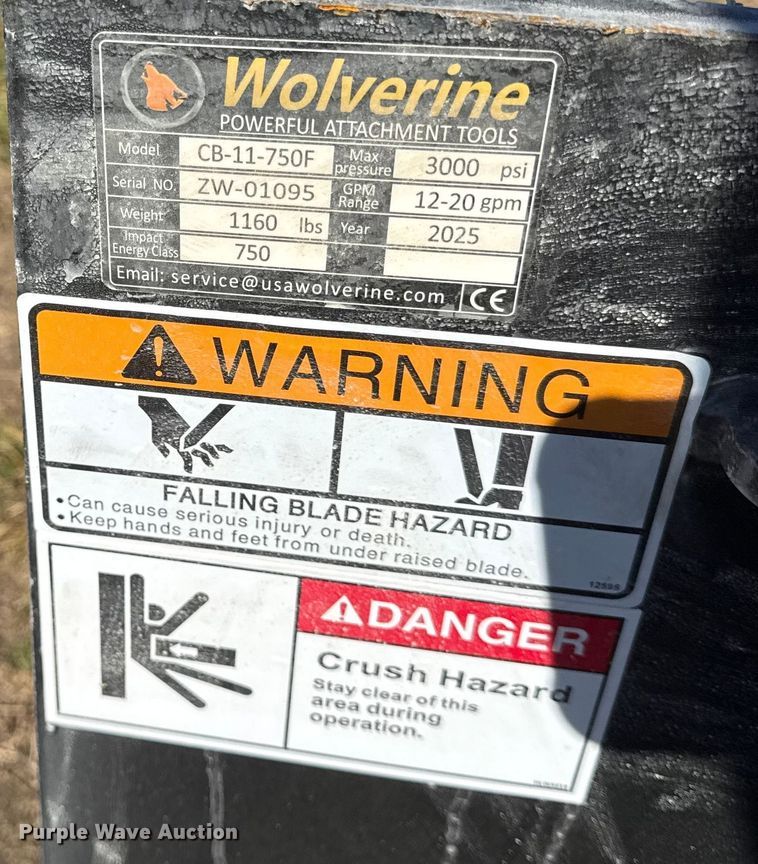 Wolverine
POWERFUL ATTACHMENT TOOLS
Model CB-11-750F Max pressure 3000 psi
Serial NO. ZW-01095 GPM Range 12-20 gpm
Weight 1160 lbs Year 2025
Impact Energy Class 750
Email: service@usawolverine.com CE
WARNING
FALLING BLADE HAZARD
•Can cause serious injury or death.
•Keep hands and feet from under raised blade.
DANGER
Crush Hazard
Stay clear of this
area during
operation.
Purple Wave Auction